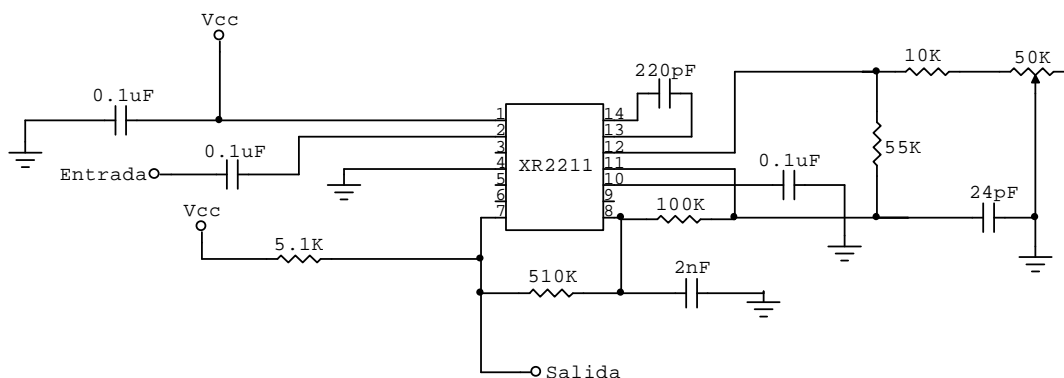 Vcc
0.1uF
220pF
10K
50K
0.1uF
Entrada
Vcc
5.1K
1
2
3
4
5
6
7
XR2211
14
13
12
11
10
9
8
0.1uF
55K
100K
24pF
510K
2nF
Salida